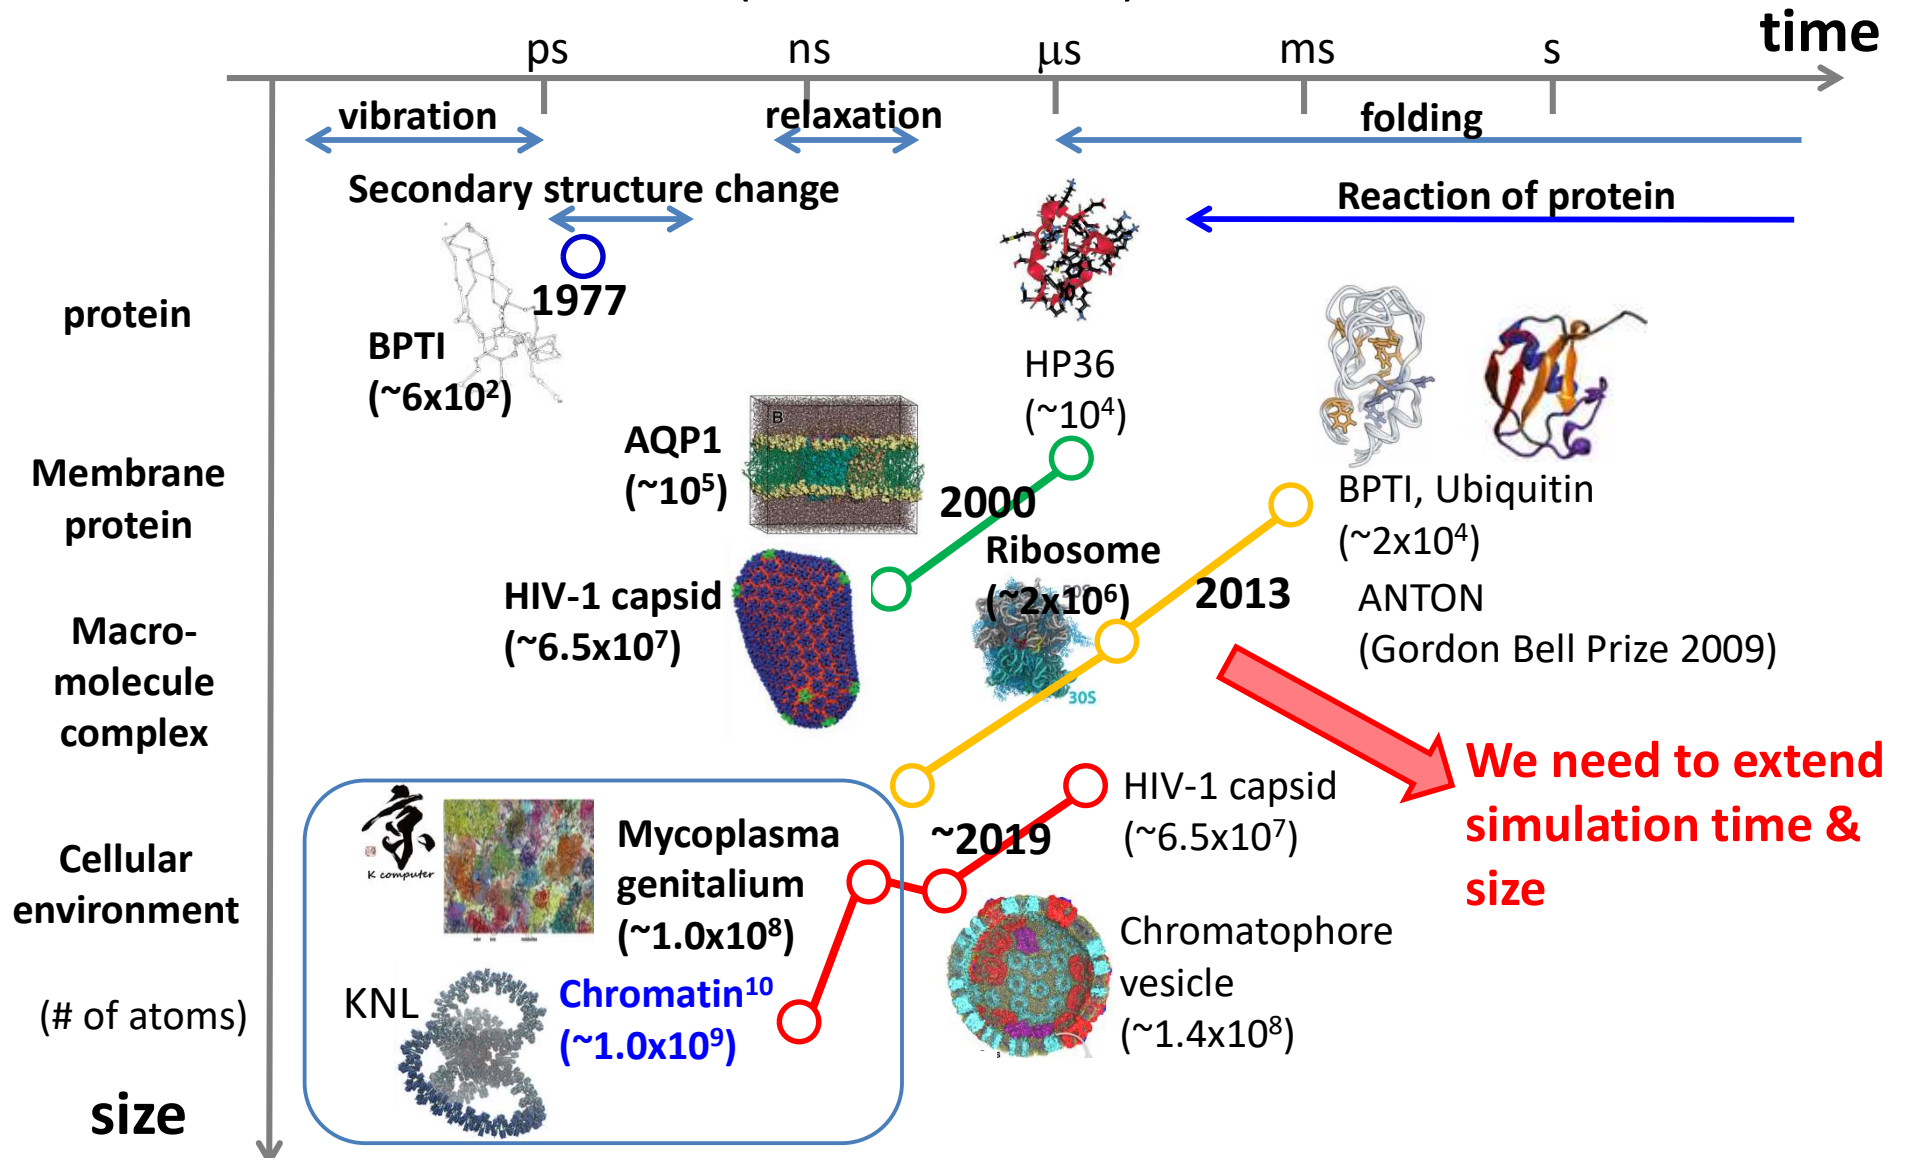 time
ps
ns
μs
ms
s
vibration
relaxation
folding
Secondary structure change
Reaction of protein
1977
protein
BPTI
(~6x10²)
HP36
(~10⁴)
AQP1
(~10⁵)
B
2000
Membrane
protein
BPTI, Ubiquitin
(~2x10⁴)
Ribosome
(~2x10⁶)
50S
30S
2013
ANTON
(Gordon Bell Prize 2009)
HIV-1 capsid
(~6.5x10⁷)
Macro-
molecule
complex
We need to extend
simulation time &
size
HIV-1 capsid
(~6.5x10⁷)
~2019
京
K computer
Mycoplasma
genitalium
(~1.0x10⁸)
Cellular
environment
Chromatophore
vesicle
(~1.4x10⁸)
KNL
Chromatin¹⁰
(~1.0x10⁹)
(# of atoms)
size